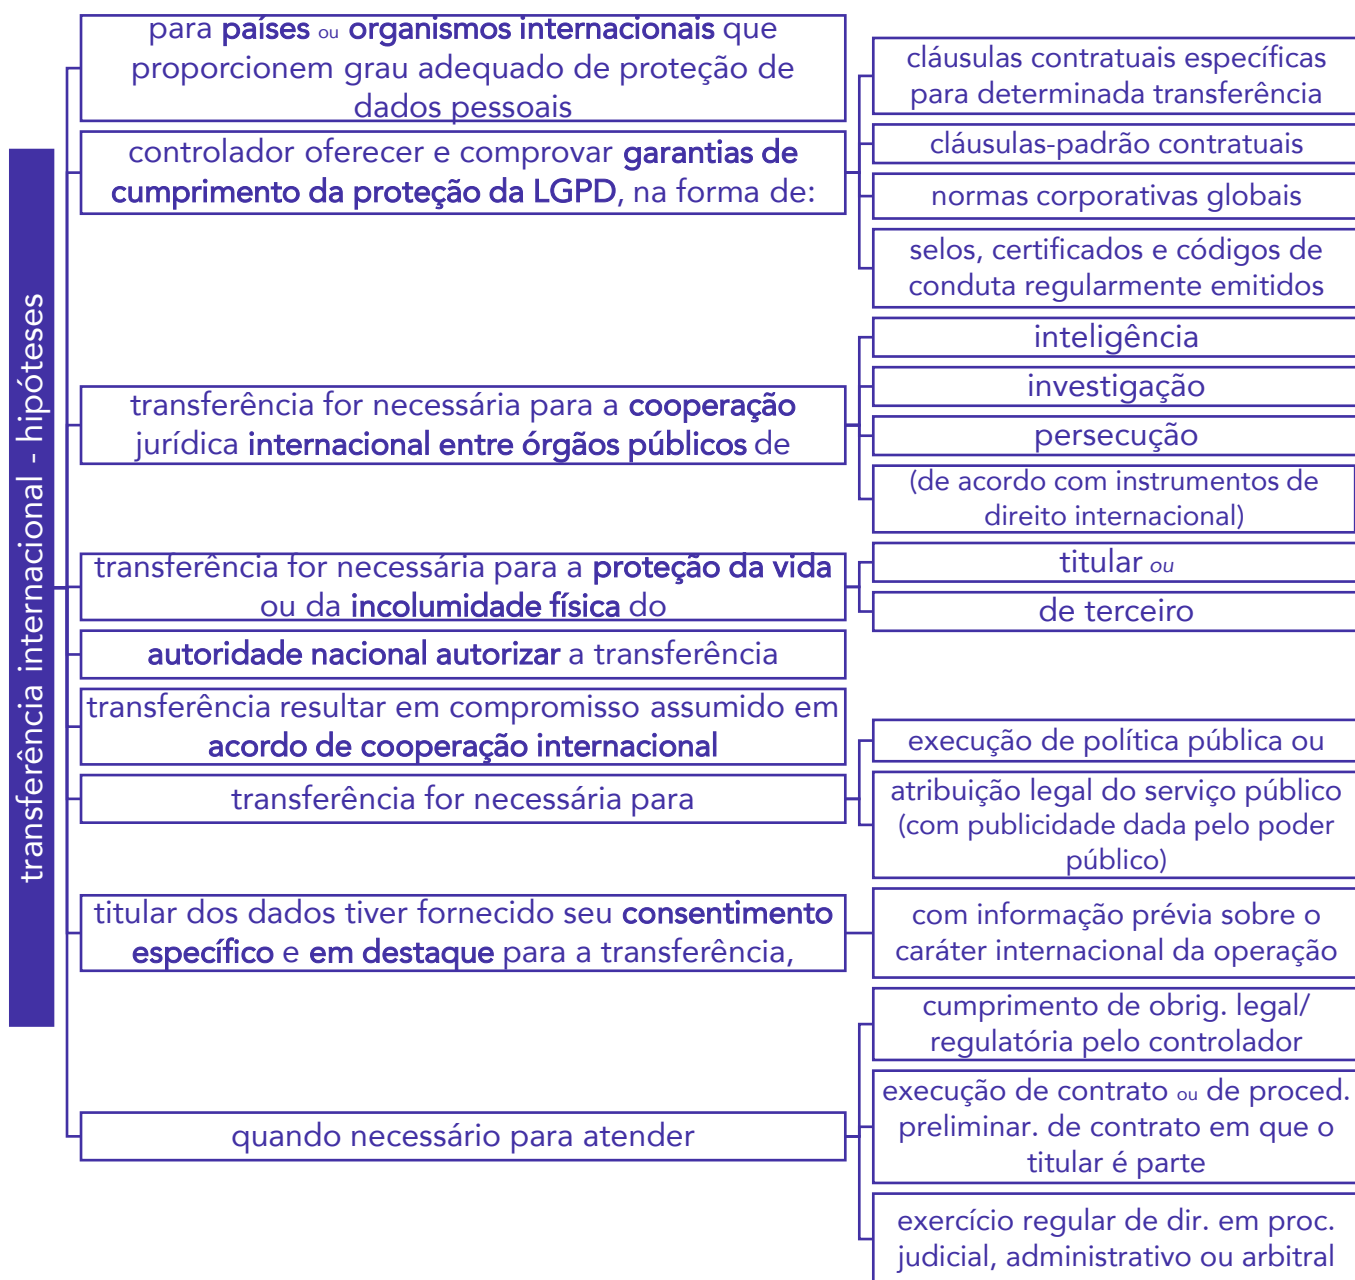 transferência internacional - hipóteses
para países ou organismos internacionais que
proporcionem grau adequado de proteção de
dados pessoais
controlador oferecer e comprovar garantias de
cumprimento da proteção da LGPD, na forma de:
cláusulas contratuais específicas
para determinada transferência
cláusulas-padrão contratuais
normas corporativas globais
selos, certificados e códigos de
conduta regularmente emitidos
transferência for necessária para a cooperação
jurídica internacional entre órgãos públicos de
inteligência
investigação
persecução
(de acordo com instrumentos de
direito internacional)
transferência for necessária para a proteção da vida
ou da incolumidade física do
titular ou
de terceiro
autoridade nacional autorizar a transferência
transferência resultar em compromisso assumido em
acordo de cooperação internacional
transferência for necessária para
execução de política pública ou
atribuição legal do serviço público
(com publicidade dada pelo poder
público)
titular dos dados tiver fornecido seu consentimento
específico e em destaque para a transferência,
com informação prévia sobre o
caráter internacional da operação
quando necessário para atender
cumprimento de obrig. legal/
regulatória pelo controlador
execução de contrato ou de proced.
preliminar. de contrato em que o
titular é parte
exercício regular de dir. em proc.
judicial, administrativo ou arbitral